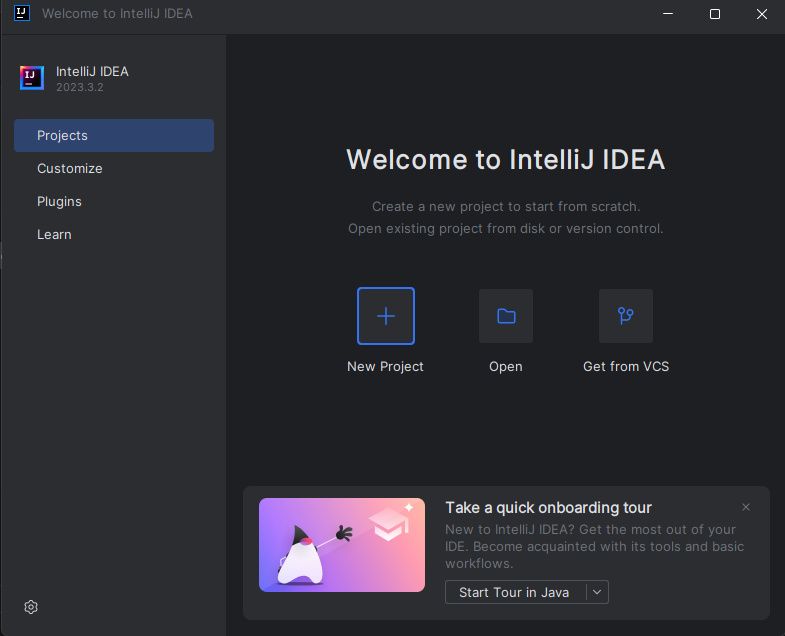 Welcome to IntelliJ IDEA
IntelliJ IDEA
2023.3.2
Projects
Customize
Plugins
Learn
Welcome to IntelliJ IDEA
Create a new project to start from scratch.
Open existing project from disk or version control.
New Project
Open
Get from VCS
Take a quick onboarding tour
New to IntelliJ IDEA? Get the most out of your
IDE. Become acquainted with its tools and basic
workflows.
Start Tour in Java